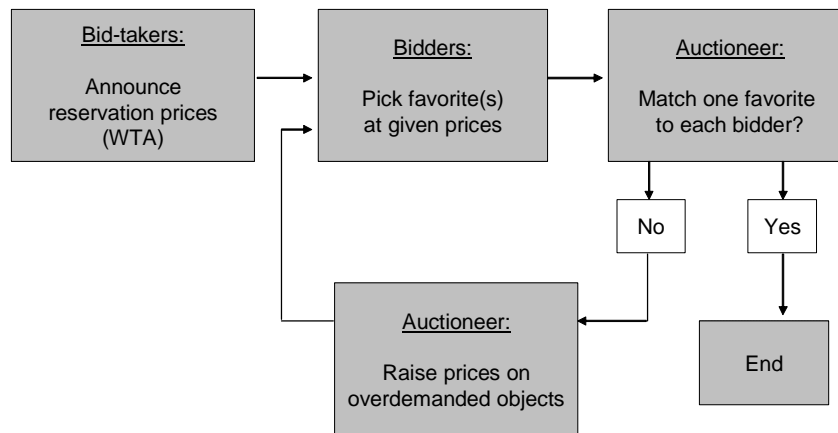 Bid-takers:
Announce
reservation prices
(WTA)
Bidders:
Pick favorite(s)
at given prices
Auctioneer:
Match one favorite
to each bidder?
No
Yes
Auctioneer:
Raise prices on
overdemanded objects
End